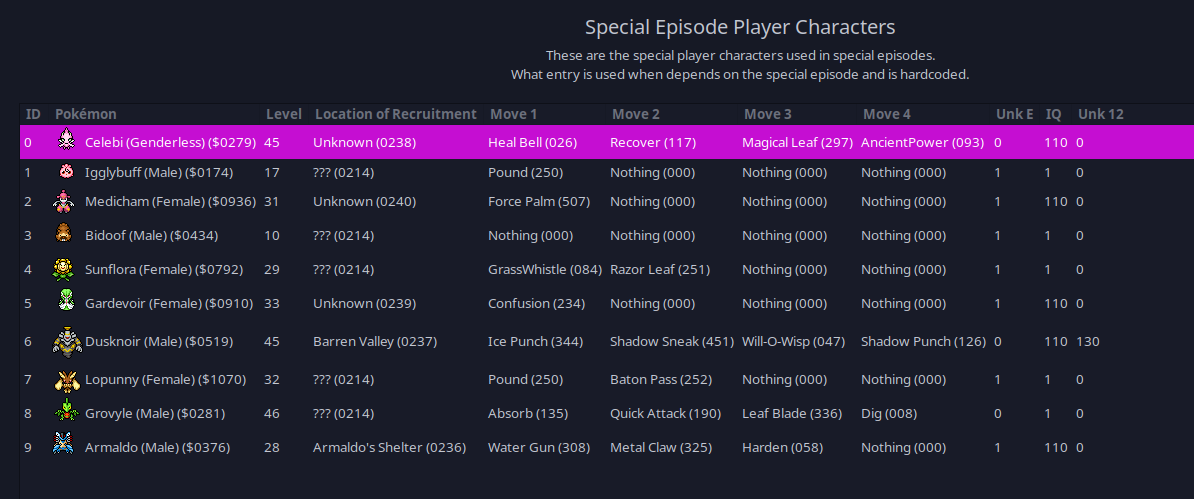 Special Episode Player Characters
These are the special player characters used in special episodes.
What entry is used when depends on the special episode and is hardcoded.
ID Pokémon Level Location of Recruitment Move 1 Move 2 Move 3 Move 4 Unk E IQ Unk 12
0 Celebi (Genderless) ($0279) 45 Unknown (0238) Heal Bell (026) Recover (117) Magical Leaf (297) AncientPower (093) 0 110 0
1 Igglybuff (Male) ($0174) 17 ??? (0214) Pound (250) Nothing (000) Nothing (000) Nothing (000) 1 1 0
2 Medicham (Female) ($0936) 31 Unknown (0240) Force Palm (507) Nothing (000) Nothing (000) Nothing (000) 1 110 0
3 Bidoof (Male) ($0434) 10 ??? (0214) Nothing (000) Nothing (000) Nothing (000) Nothing (000) 1 1 0
4 Sunflora (Female) ($0792) 29 ??? (0214) GrassWhistle (084) Razor Leaf (251) Nothing (000) Nothing (000) 1 1 0
5 Gardevoir (Female) ($0910) 33 Unknown (0239) Confusion (234) Nothing (000) Nothing (000) Nothing (000) 1 110 0
6 Dusknoir (Male) ($0519) 45 Barren Valley (0237) Ice Punch (344) Shadow Sneak (451) Will-O-Wisp (047) Shadow Punch (126) 0 110 130
7 Lopunny (Female) ($1070) 32 ??? (0214) Pound (250) Baton Pass (252) Nothing (000) Nothing (000) 1 1 0
8 Grovyle (Male) ($0281) 46 ??? (0214) Absorb (135) Quick Attack (190) Leaf Blade (336) Dig (008) 0 1 0
9 Armaldo (Male) ($0376) 28 Armaldo's Shelter (0236) Water Gun (308) Metal Claw (325) Harden (058) Nothing (000) 1 110 0